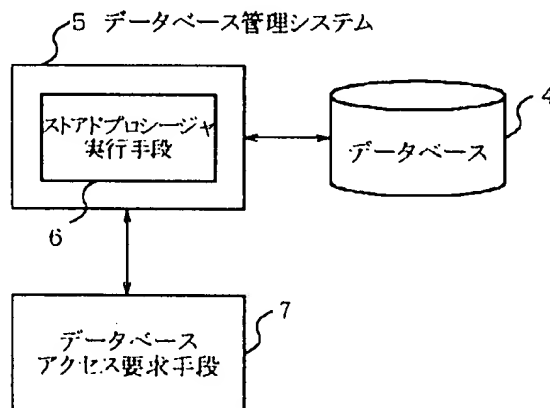 5 データベース管理システム
ストアドプロシージャ
実行手段
6
データベース
4
データベース
アクセス要求手段
7